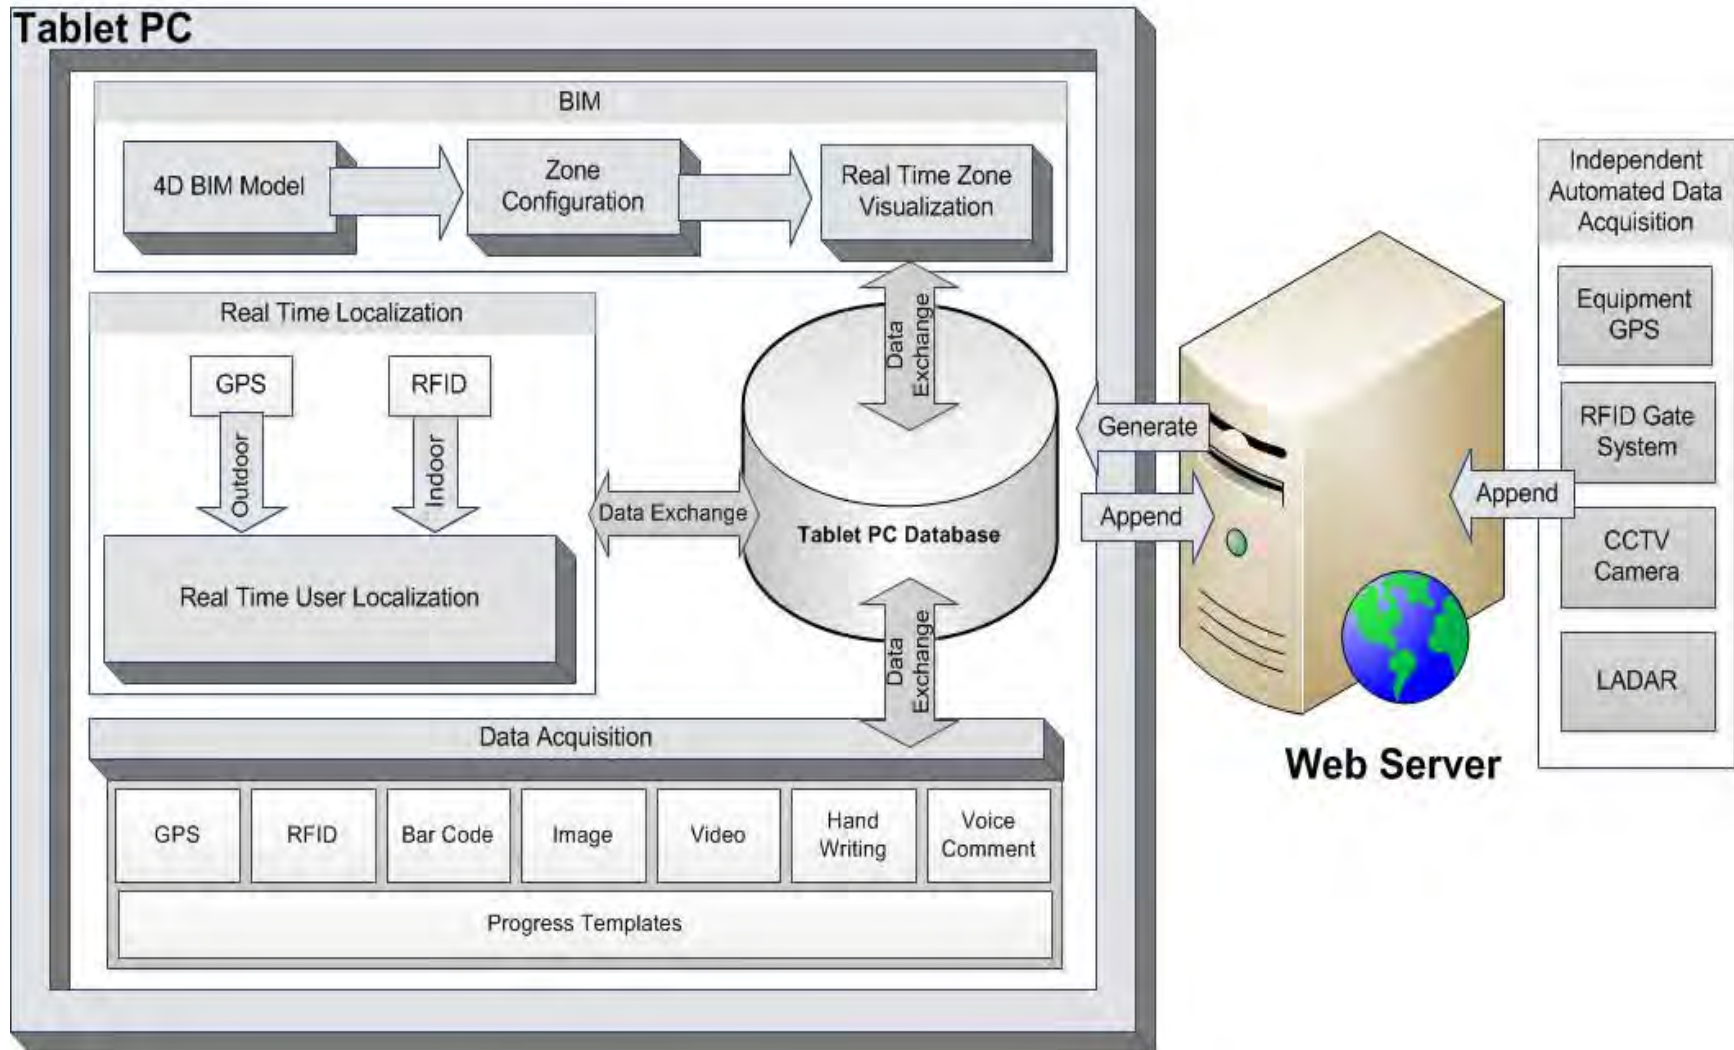 Tablet PC
BIM
4D BIM Model
Zone
Configuration
Real Time Zone
Visualization
Data
Exchange
Real Time Localization
GPS
RFID
Outdoor
Indoor
Real Time User Localization
Data Exchange
Tablet PC Database
Data
Exchange
Data Acquisition
GPS
RFID
Bar Code
Image
Video
Hand
Writing
Voice
Comment
Progress Templates
Generate
Append
Web Server
Append
Independent
Automated Data
Acquisition
Equipment
GPS
RFID Gate
System
CCTV
Camera
LADAR